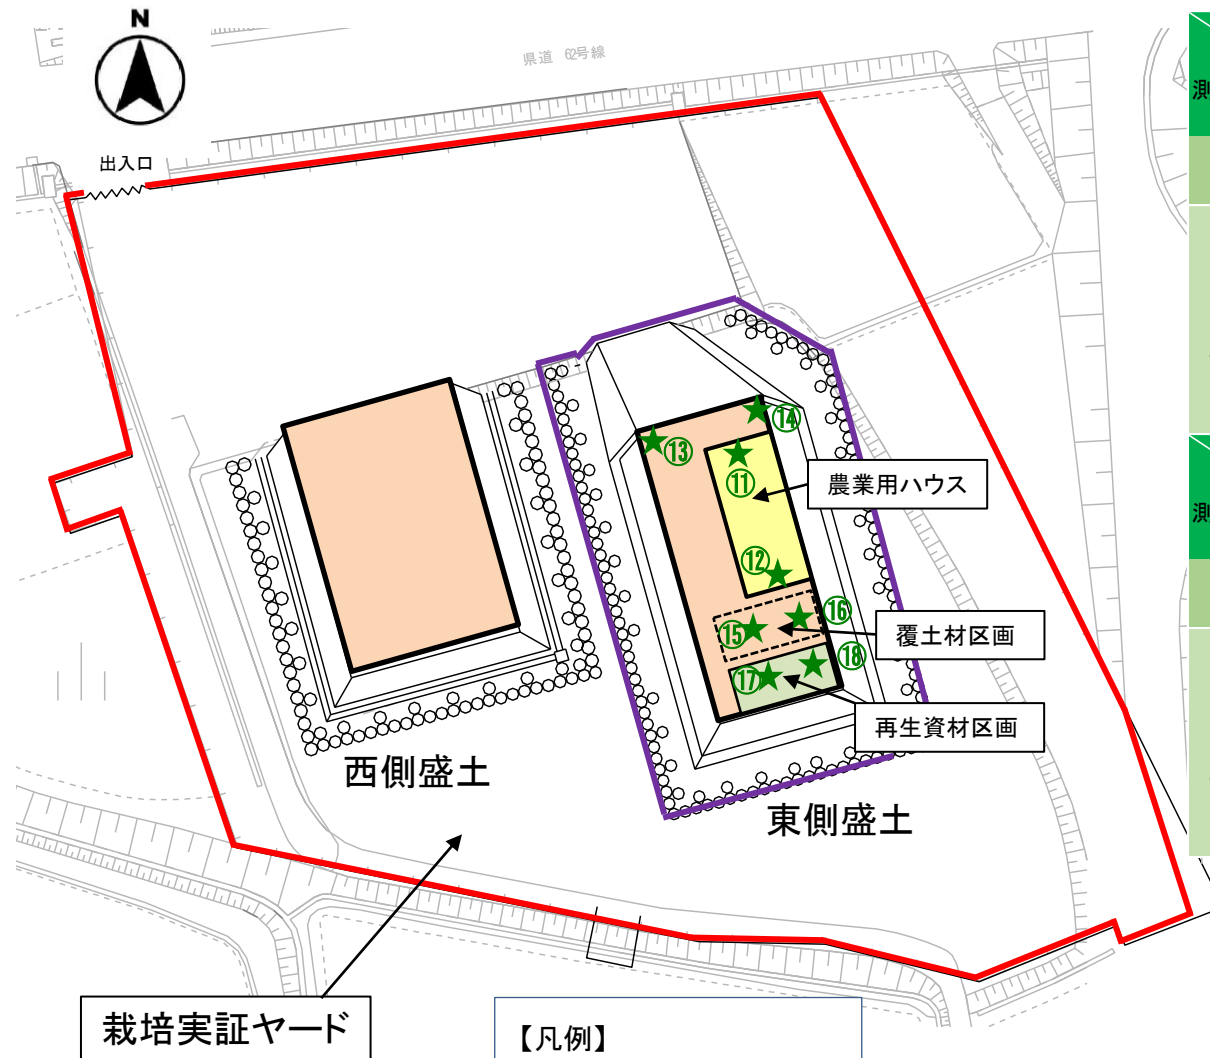 N
県道 62号線
出入口
測
⑭
⑬
⑪
農業用ハウス
測
⑫
⑯
⑮
覆土材区画
⑱
⑰
再生資材区画
西側盛土
東側盛土
栽培実証ヤード
【凡例】